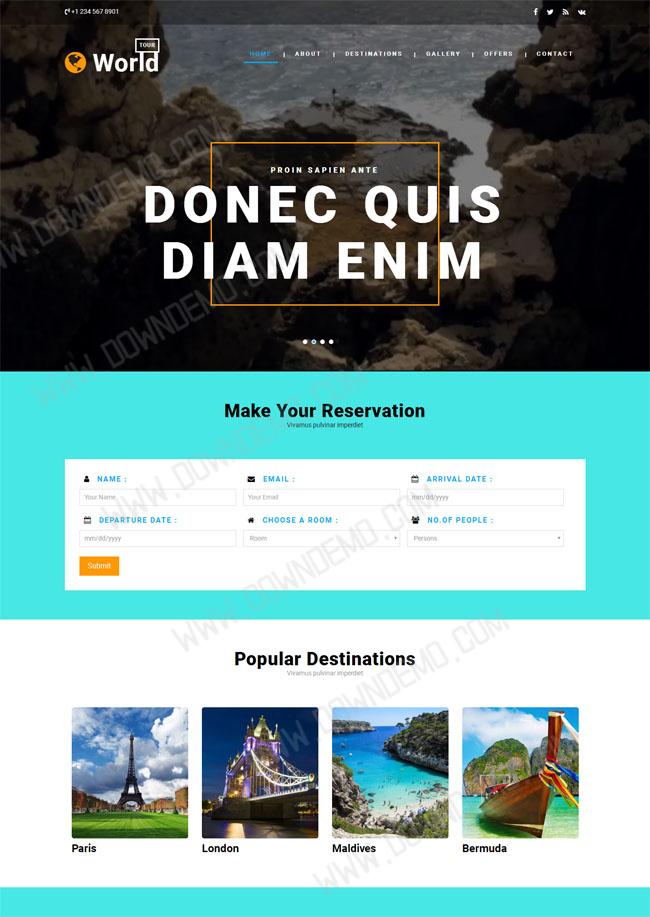 +1 234 567 8901
TOUR
World
HOME
ABOUT
DESTINATIONS
GALLERY
OFFERS
CONTACT
PROIN SAPIEN ANTE
DONEC QUIS
DIAM ENIM
Make Your Reservation
Vivamus pulvinar imperdiet
NAME :
EMAIL :
ARRIVAL DATE :
Your Name
Your Email
mm/dd/yyyy
DEPARTURE DATE :
CHOOSE A ROOM :
NO.OF PEOPLE :
mm/dd/yyyy
Room
Persons
Submit
Popular Destinations
Vivamus pulvinar imperdiet
Paris
London
Maldives
Bermuda
WWW.DOWNDEMO.COM